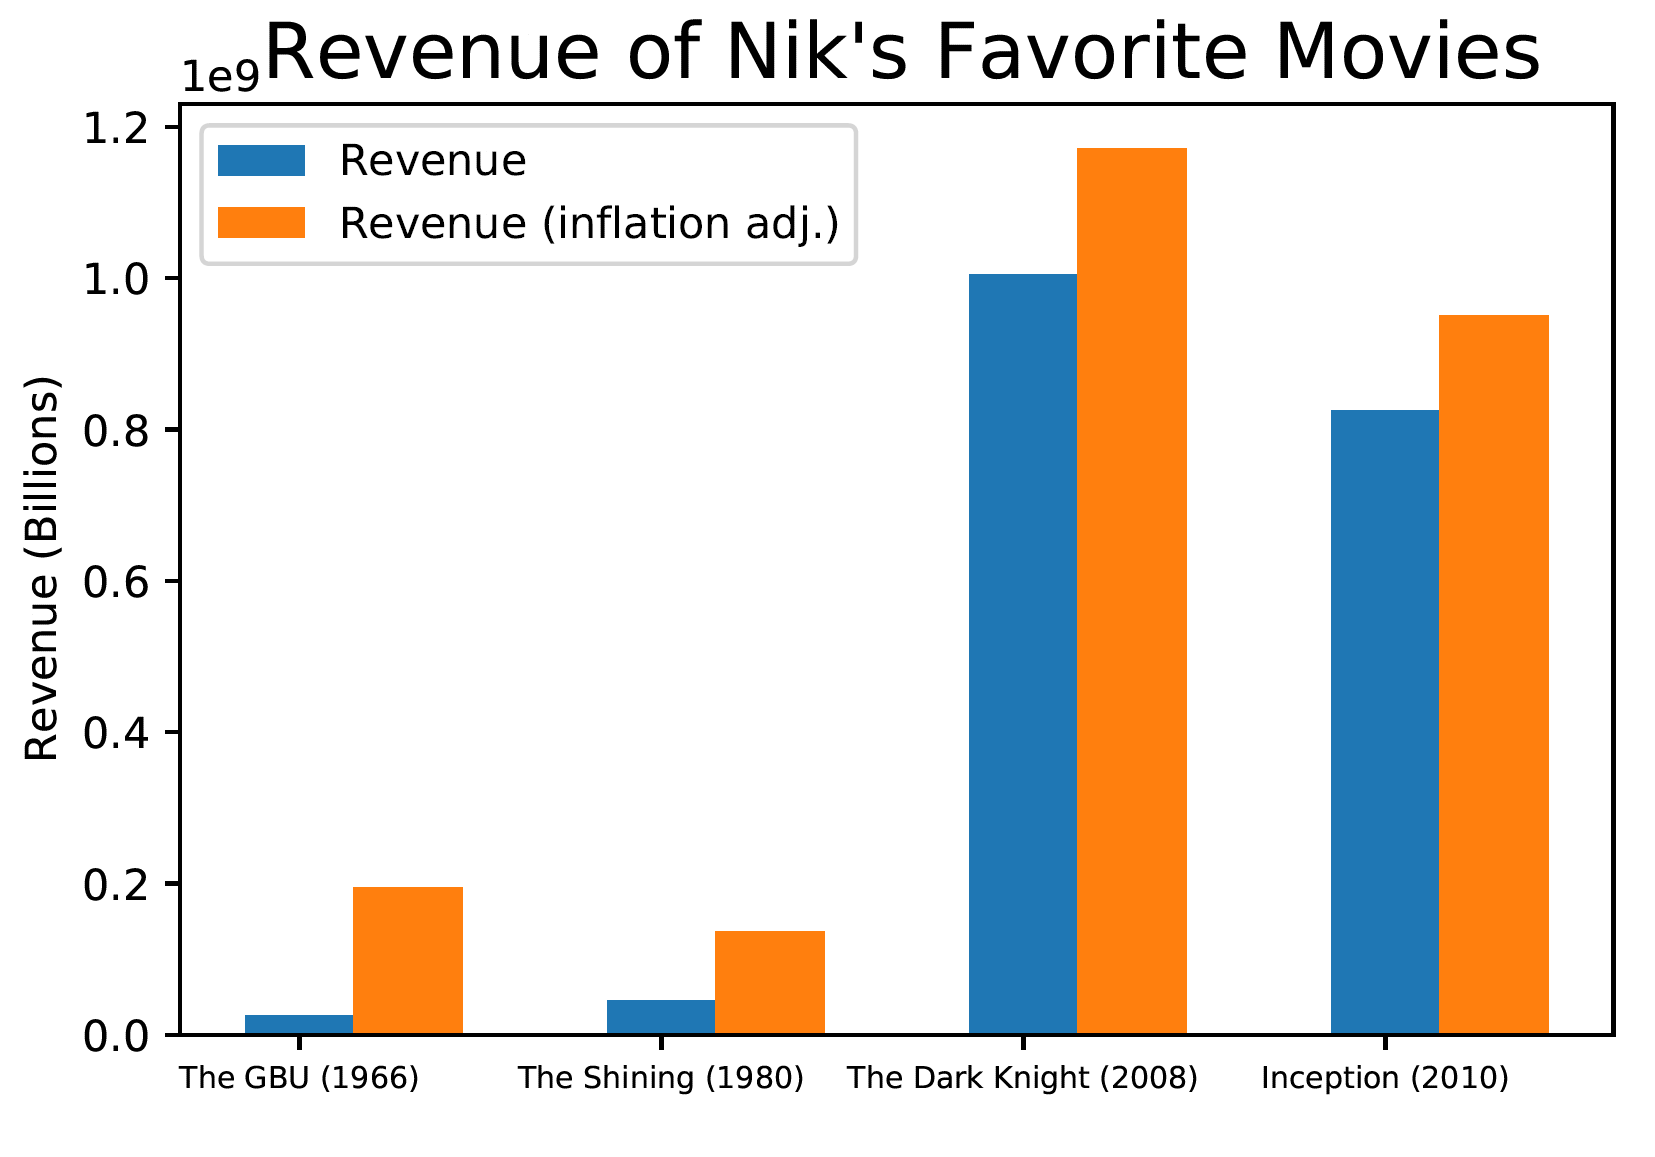 Revenue of Nik's Favorite Movies
1e9
Revenue
Revenue (inflation adj.)
1.2
1.0
0.8
0.6
0.4
0.2
0.0
Revenue (Billions)
The GBU (1966)
The Shining (1980)
The Dark Knight (2008)
Inception (2010)